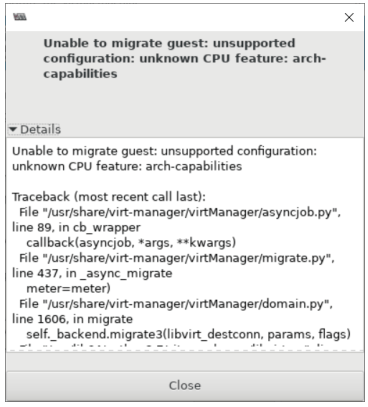 Unable to migrate guest: unsupported
configuration: unknown CPU feature: arch-
capabilities
Details
Unable to migrate guest: unsupported configuration:
unknown CPU feature: arch-capabilities
Traceback (most recent call last):
File "/usr/share/virt-manager/virtManager/asyncjob.py",
line 89, in cb_wrapper
callback(asyncjob, *args, **kwargs)
File "/usr/share/virt-manager/virtManager/migrate.py",
line 437, in _async_migrate
meter=meter)
File "/usr/share/virt-manager/virtManager/domain.py",
line 1606, in migrate
self._backend.migrate3(libvirt_destconn, params, flags)
Close